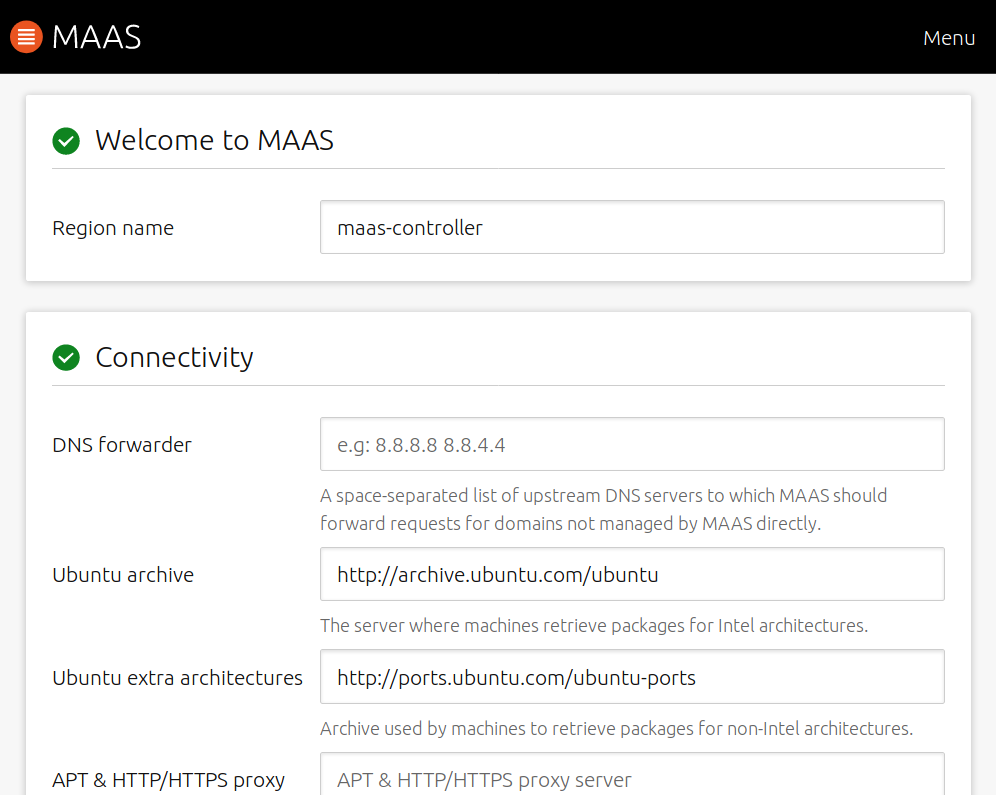 MAAS
Menu
Welcome to MAAS
Region name
maas-controller
Connectivity
DNS forwarder
e.g: 8.8.8.8 8.8.4.4
A space-separated list of upstream DNS servers to which MAAS should
forward requests for domains not managed by MAAS directly.
Ubuntu archive
http://archive.ubuntu.com/ubuntu
The server where machines retrieve packages for Intel architectures.
Ubuntu extra architectures
http://ports.ubuntu.com/ubuntu-ports
Archive used by machines to retrieve packages for non-Intel architectures.
APT & HTTP/HTTPS proxy
APT & HTTP/HTTPS proxy server